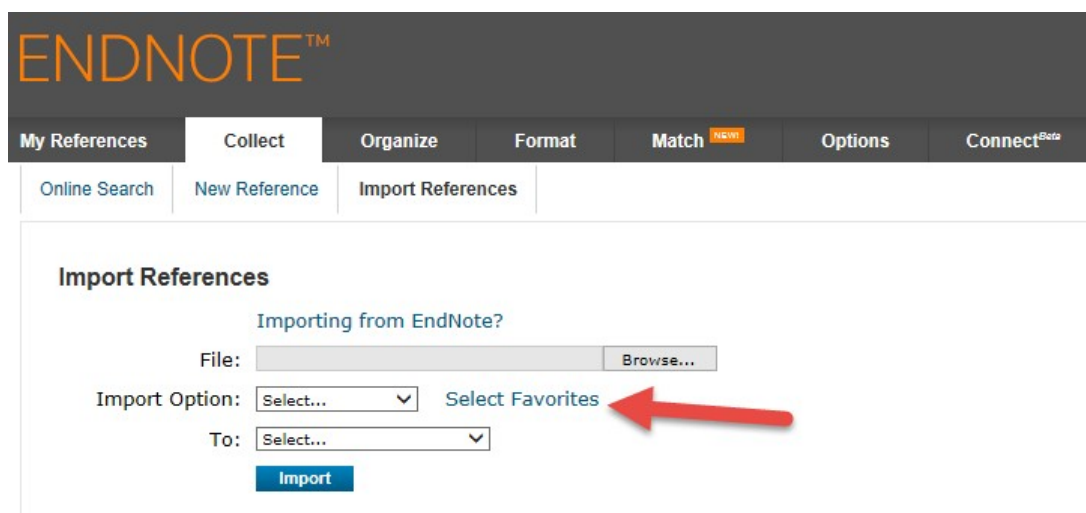 ENDNOTE™
My References Collect Organize Format Match NEW! Options Connect Beta
Online Search New Reference Import References
Import References
Importing from EndNote?
File: Browse...
Import Option: Select... Select Favorites
To: Select...
Import